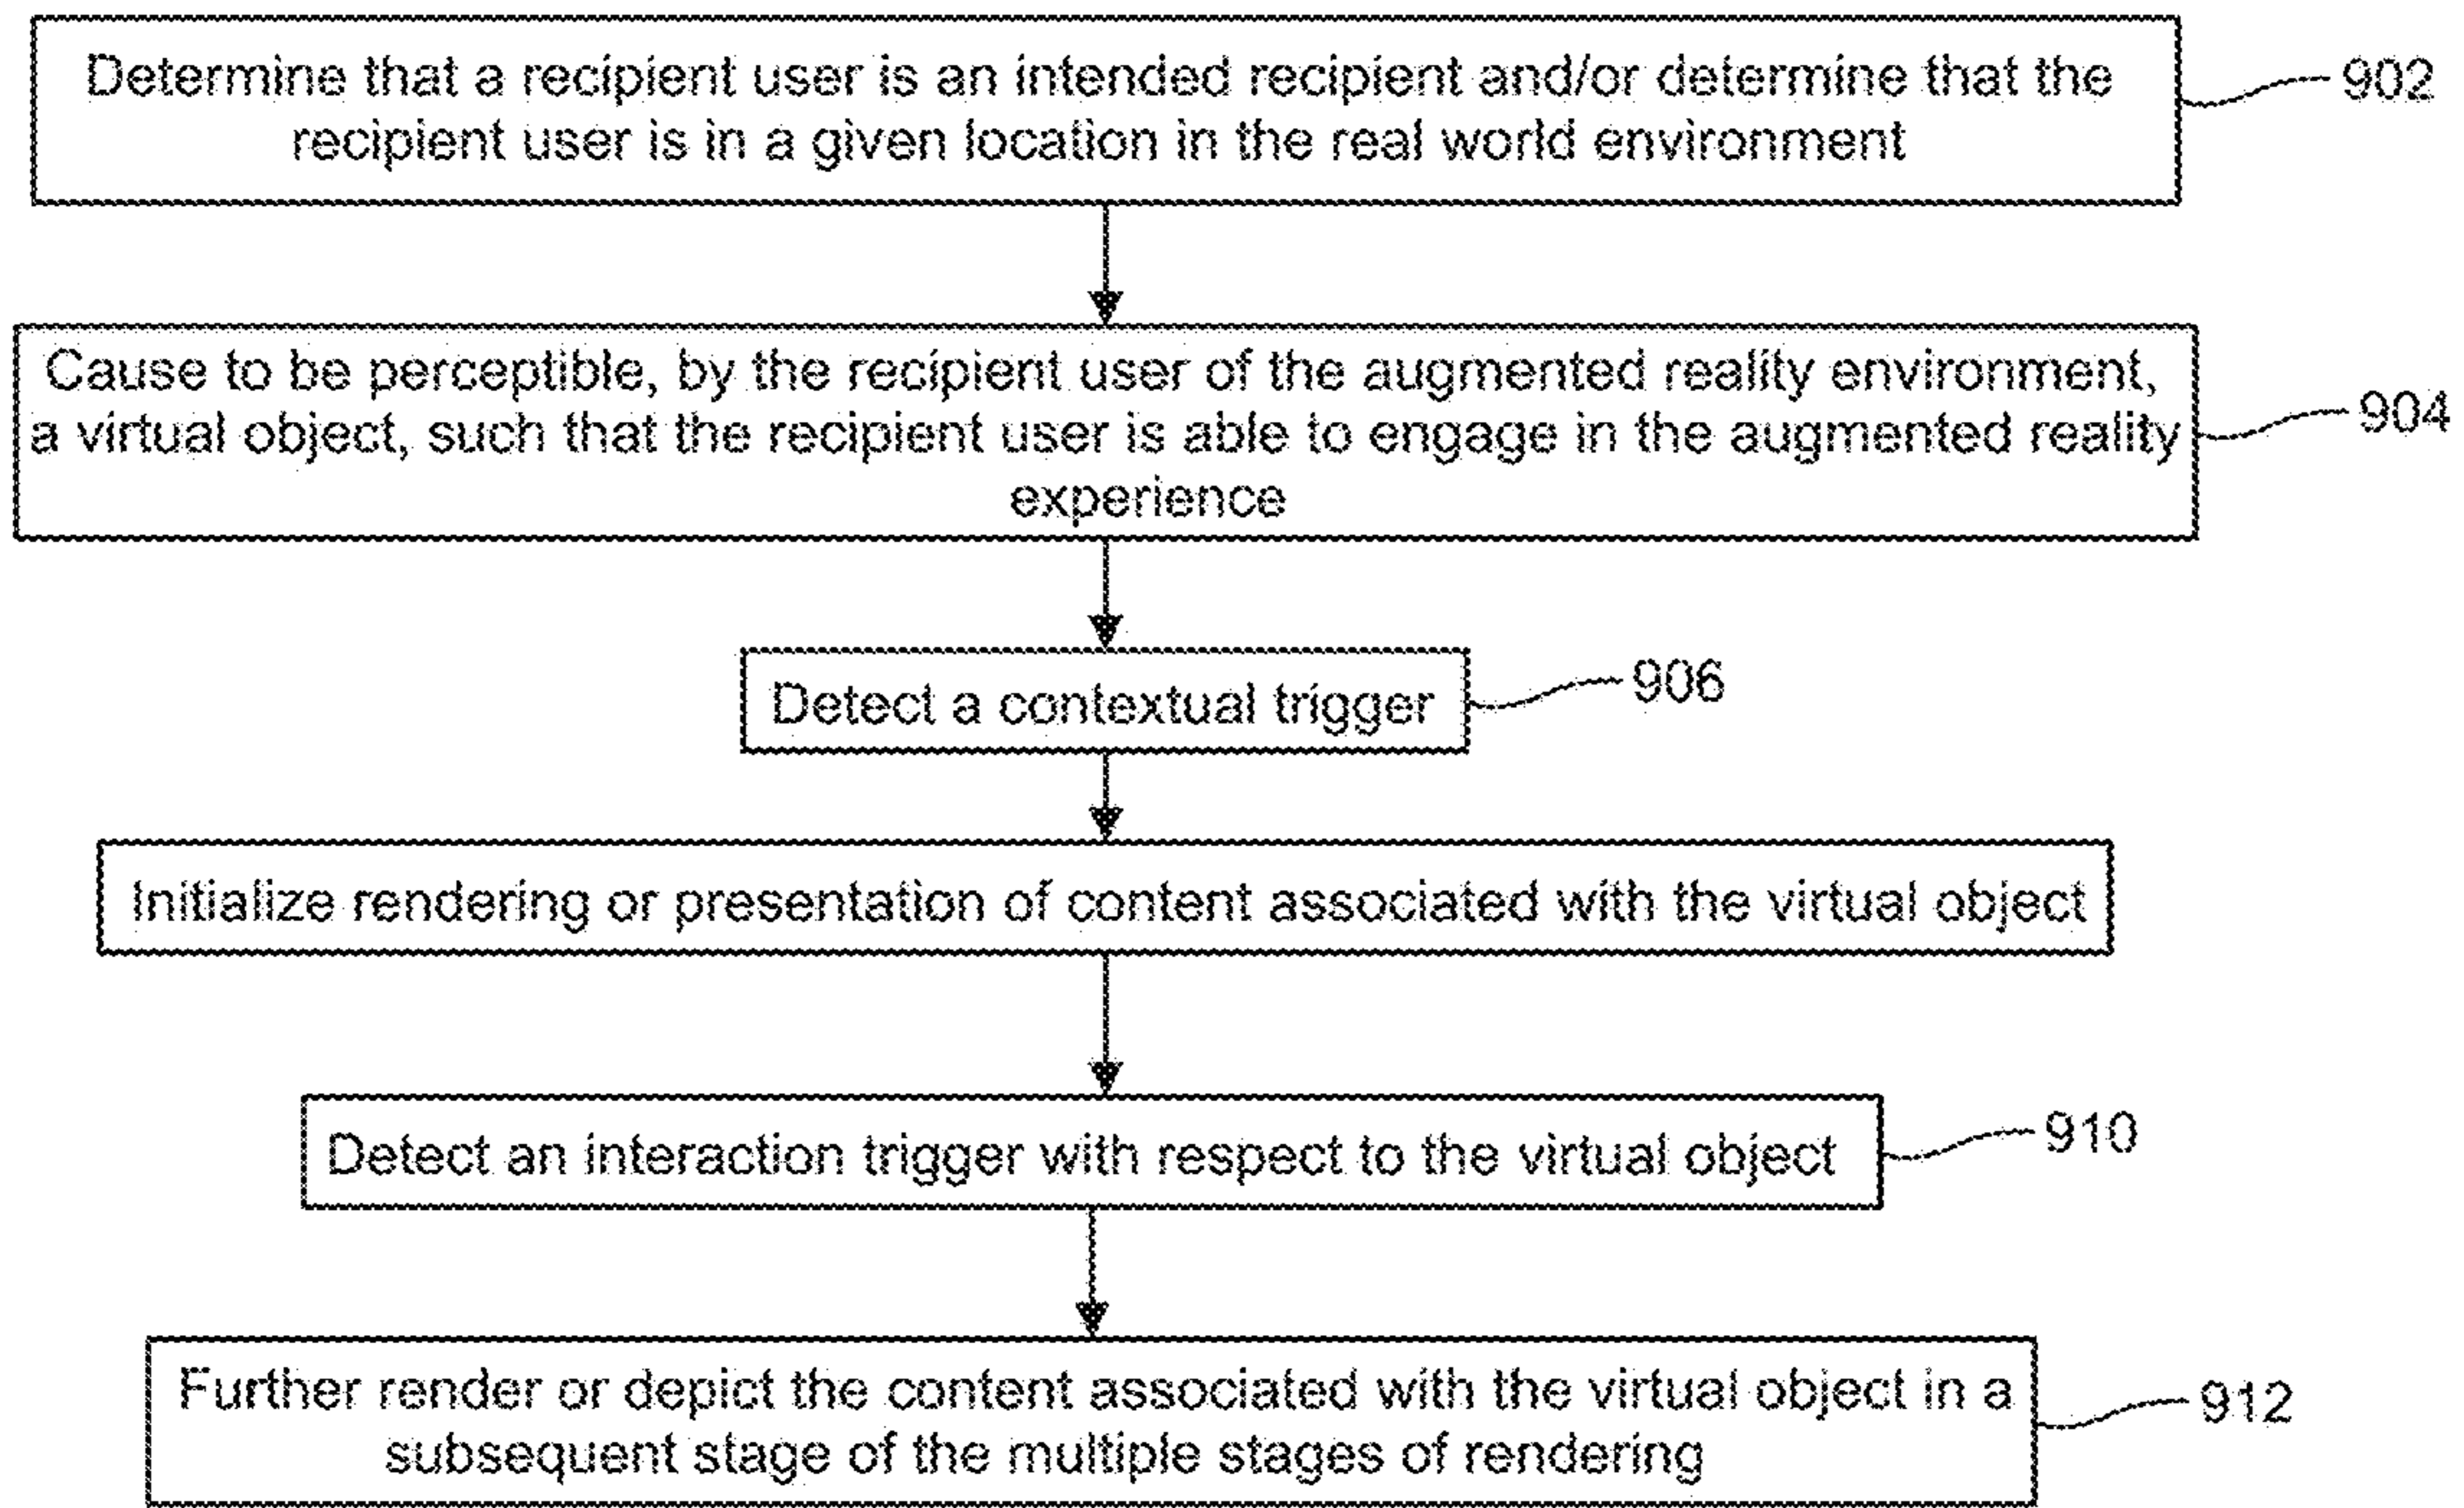 Determine that a recipient user is an intended recipient and/or determine that the
902
recipient user is in a given location in the real world environment
Cause to be perceptible, by the recipient user of the augmented reality environment,
904
a virtual object, such that the recipient user is able to engage in the augmented reality
experience
Detect a contextual trigger
906
Initialize rendering or presentation of content associated with the virtual object
Detect an interaction trigger with respect to the virtual object
910
Further render or depict the content associated with the virtual object in a
912
subsequent stage of the multiple stages of rendering